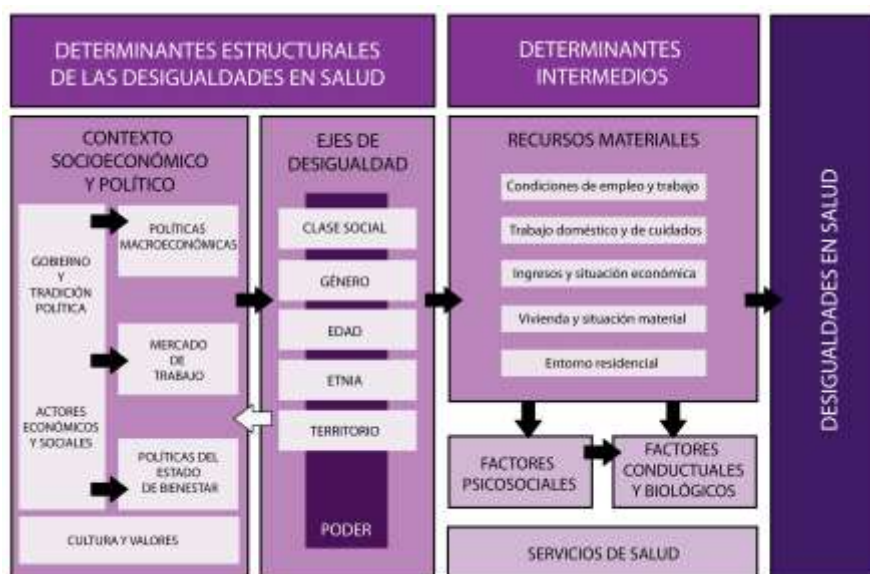 DETERMINANTES ESTRUCTURALES
DE LAS DESIGUALDADES EN SALUD
CONTEXTO
SOCIOECONÓMICO
Y POLÍTICO
GOBIERNO
Y
TRADICIÓN
POLÍTICA
ACTORES
ECONÓMICOS
Y SOCIALES
POLÍTICAS
MACROECONÓMICAS
MERCADO
DE
TRABAJO
POLÍTICAS DEL
ESTADO
DE BIENESTAR
CULTURA Y VALORES
EJES DE
DESIGUALDAD
CLASE SOCIAL
GÉNERO
EDAD
ETNIA
TERRITORIO
PODER
DETERMINANTES
INTERMEDIOS
RECURSOS MATERIALES
Condiciones de empleo y trabajo
Trabajo doméstico y de cuidados
Ingresos y situación económica
Vivienda y situación material
Entorno residencial
FACTORES
PSICOSOCIALES
FACTORES
CONDUCTUALES
Y BIOLÓGICOS
SERVICIOS DE SALUD
DESIGUALDADES EN SALUD